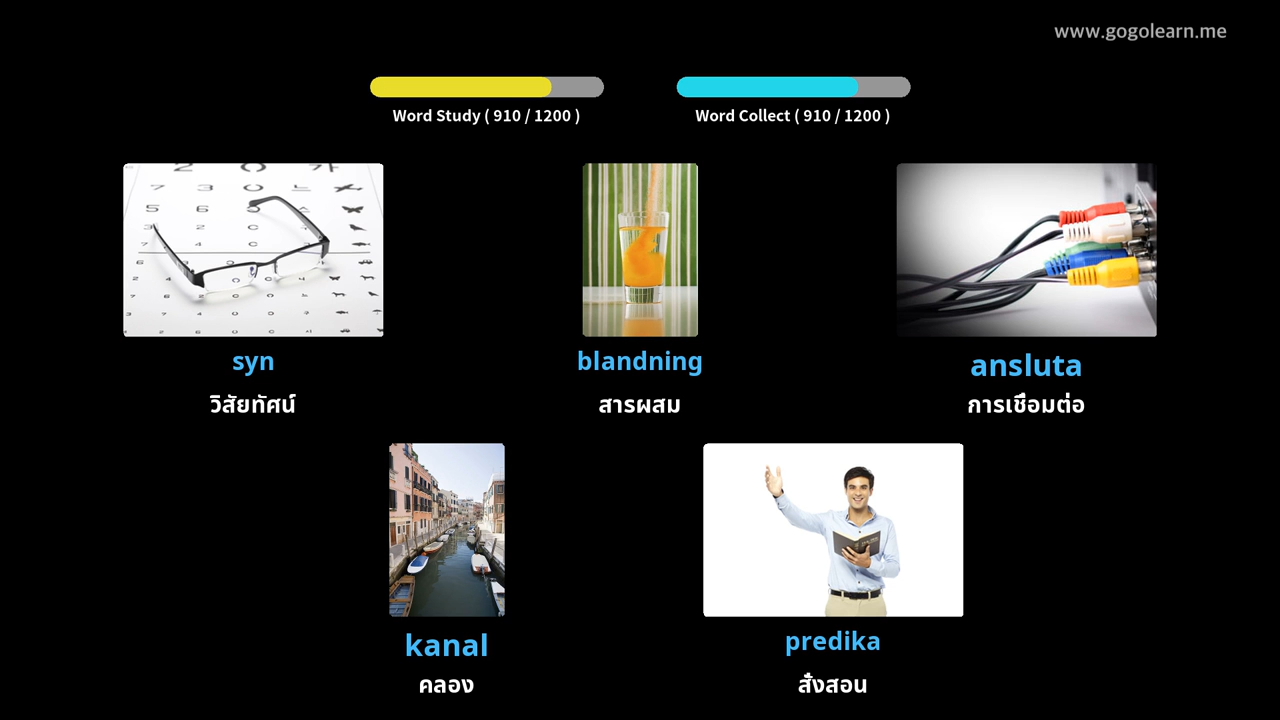 www.gogolearn.me
Word Study ( 910 / 1200 )
Word Collect ( 910 / 1200 )
syn
blandning
ansluta
วิสัยทัศน์
สารผสม
การเชื่อมต่อ
kanal
predika
คลอง
สั่งสอน